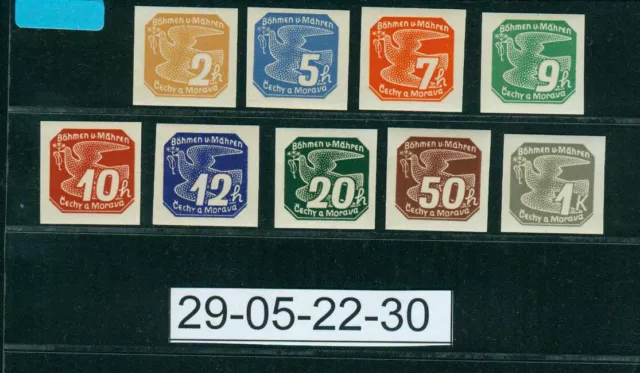 Böhmen u. Mähren
2h
Čechy a Morava
Böhmen u. Mähren
5h
Čechy a Morava
Böhmen u. Mähren
7h
Čechy a Morava
Böhmen u. Mähren
9h
Čechy a Morava
Böhmen u. Mähren
10h
Čechy a Morava
Böhmen u. Mähren
12h
Čechy a Morava
Böhmen u. Mähren
20h
Čechy a Morava
Böhmen u. Mähren
50h
Čechy a Morava
Böhmen u. Mähren
1K
Čechy a Morava
29-05-22-30